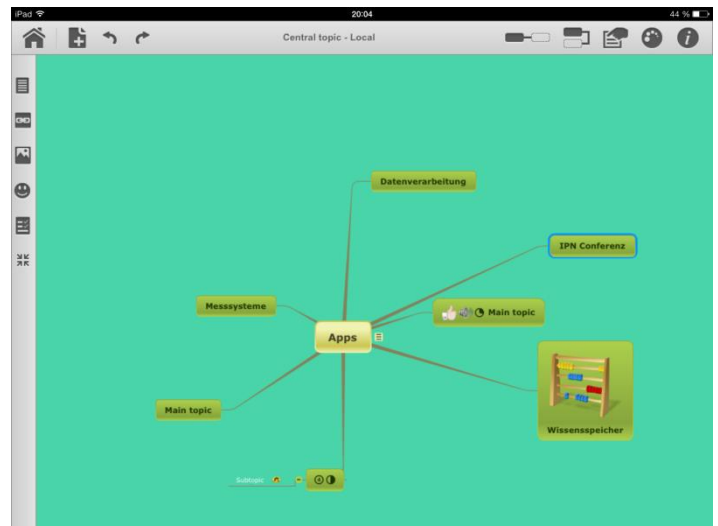 iPad 20:04 44 %
Central topic - Local
Datenverarbeitung
IPN Conferenz
Messsysteme
Main topic
Apps
Main topic
Wissensspeicher
Subtopic